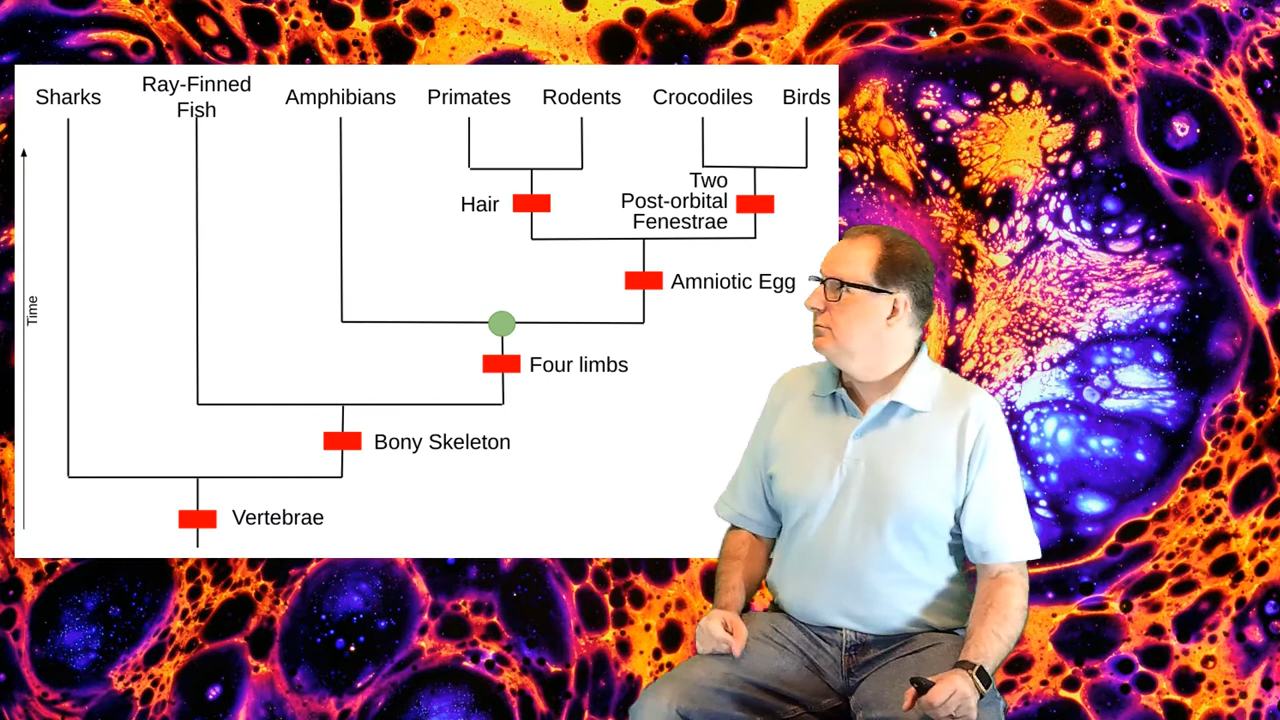 Ray-Finned
Sharks
Fish
Amphibians
Primates
Rodents
Crocodiles
Birds
Two
Post-orbital
Fenestrae
Hair
Amniotic Egg
Time
Four limbs
Bony Skeleton
Vertebrae